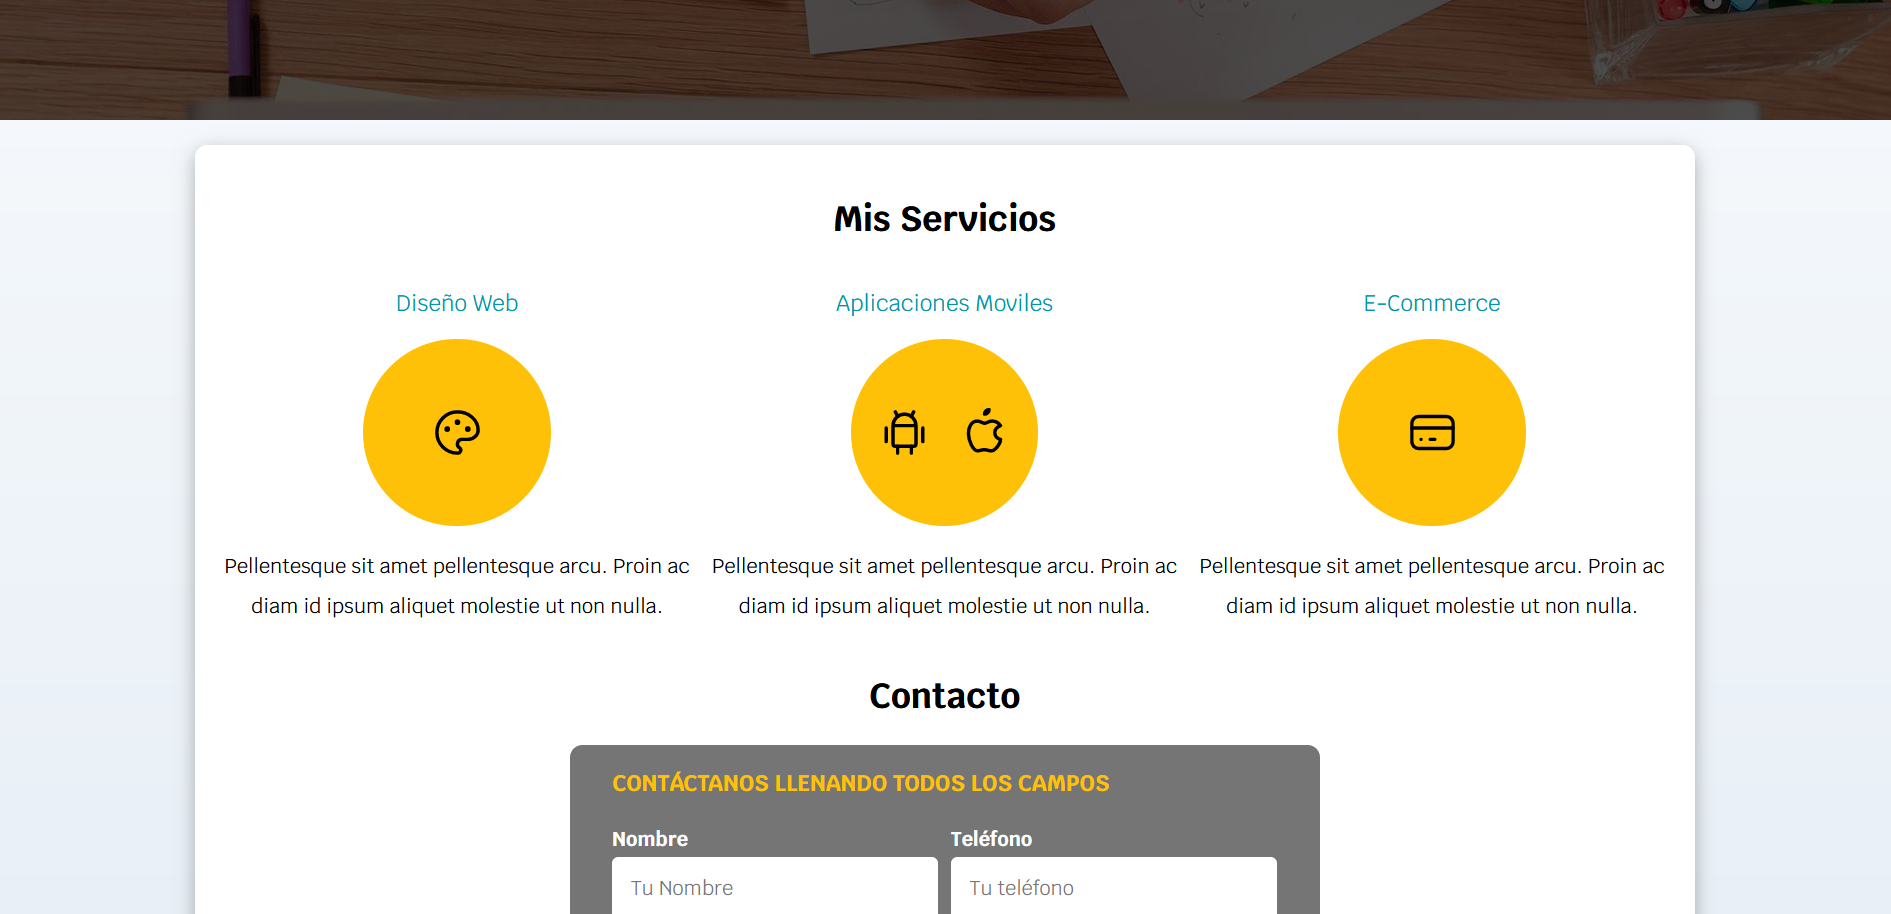 Mis Servicios
Diseño Web
Aplicaciones Moviles
E-Commerce
Pellentesque sit amet pellentesque arcu. Proin ac
diam id ipsum aliquet molestie ut non nulla.
Pellentesque sit amet pellentesque arcu. Proin ac
diam id ipsum aliquet molestie ut non nulla.
Pellentesque sit amet pellentesque arcu. Proin ac
diam id ipsum aliquet molestie ut non nulla.
Contacto
CONTÁCTANOS LLENANDO TODOS LOS CAMPOS
Nombre
Teléfono
Tu Nombre
Tu teléfono